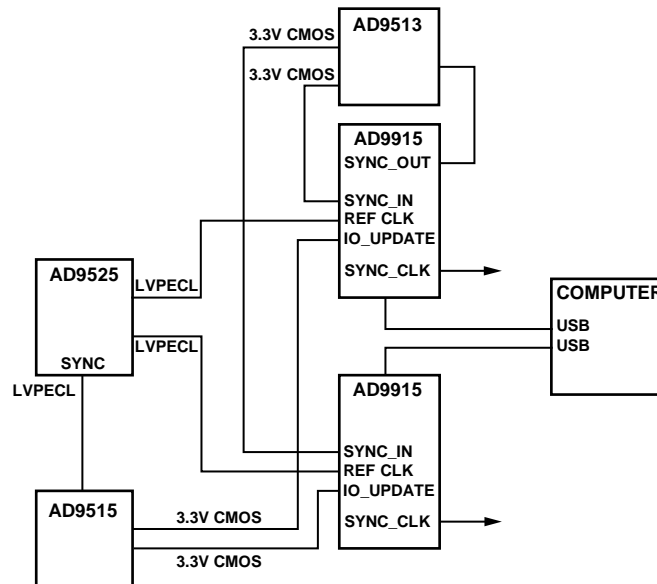 AD9513
3.3V CMOS
3.3V CMOS
AD9915
SYNC_OUT
SYNC_IN
REF CLK
IO_UPDATE
SYNC_CLK
AD9525
LVPECL
LVPECL
SYNC
LVPECL
COMPUTER
USB
USB
AD9915
SYNC_IN
REF CLK
IO_UPDATE
SYNC_CLK
AD9515
3.3V CMOS
3.3V CMOS